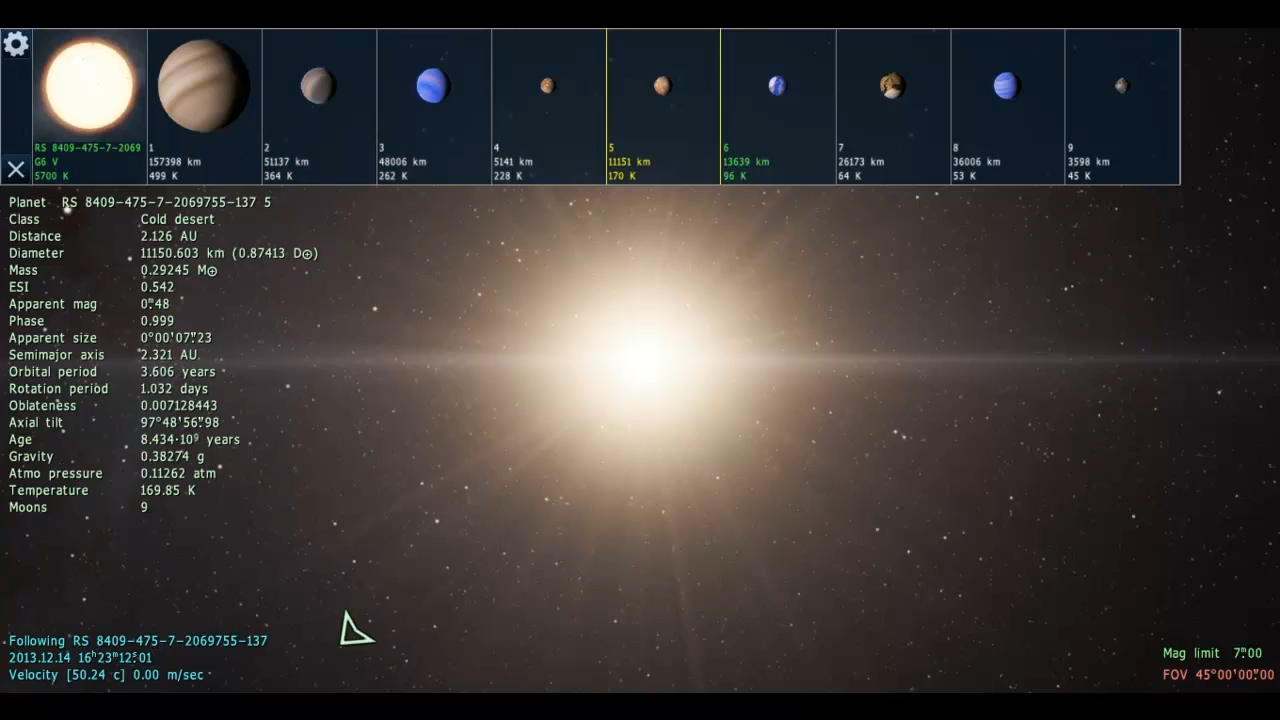 RS 8409-475-7-2069
G6 V
5700 K
1
157398 km
499 K
2
51137 km
364 K
3
48006 km
262 K
4
5141 km
228 K
5
11151 km
170 K
6
13639 km
96 K
7
26173 km
64 K
8
36006 km
53 K
9
3598 km
45 K
Planet RS 8409-475-7-2069755-137 5
Class Cold desert
Distance 2.126 AU
Diameter 11150.603 km (0.87413 D⊕)
Mass 0.29245 M⊕
ESI 0.542
Apparent mag 0ᵐ.48
Phase 0.999
Apparent size 0°00'07".23
Semimajor axis 2.321 AU
Orbital period 3.606 years
Rotation period 1.032 days
Oblateness 0.007128443
Axial tilt 97°48'56".98
Age 8.434·10⁹ years
Gravity 0.38274 g
Atmo pressure 0.11262 atm
Temperature 169.85 K
Moons 9
Following RS 8409-475-7-2069755-137
2013.12.14 16ʰ23ᵐ12ˢ.01
Velocity [50.24 c] 0.00 m/sec
Mag limit 7ᵐ.00
FOV 45°00'00".00